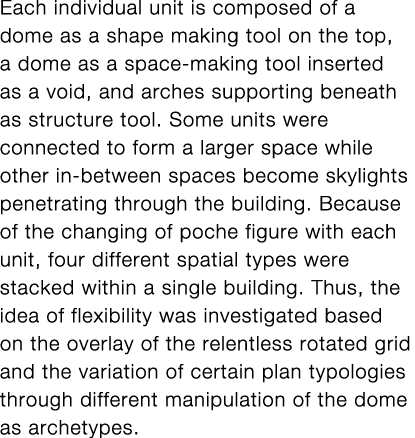 Each individual unit is composed of a
dome as a shape making tool on the top,
a dome as a space-making tool inserted
as a void, and arches supporting beneath
as structure tool. Some units were
connected to form a larger space while
other in-between spaces become skylights
penetrating through the building. Because
of the changing of poche figure with each
unit, four different spatial types were
stacked within a single building. Thus, the
idea of flexibility was investigated based
on the overlay of the relentless rotated grid
and the variation of certain plan typologies
through different manipulation of the dome
as archetypes.